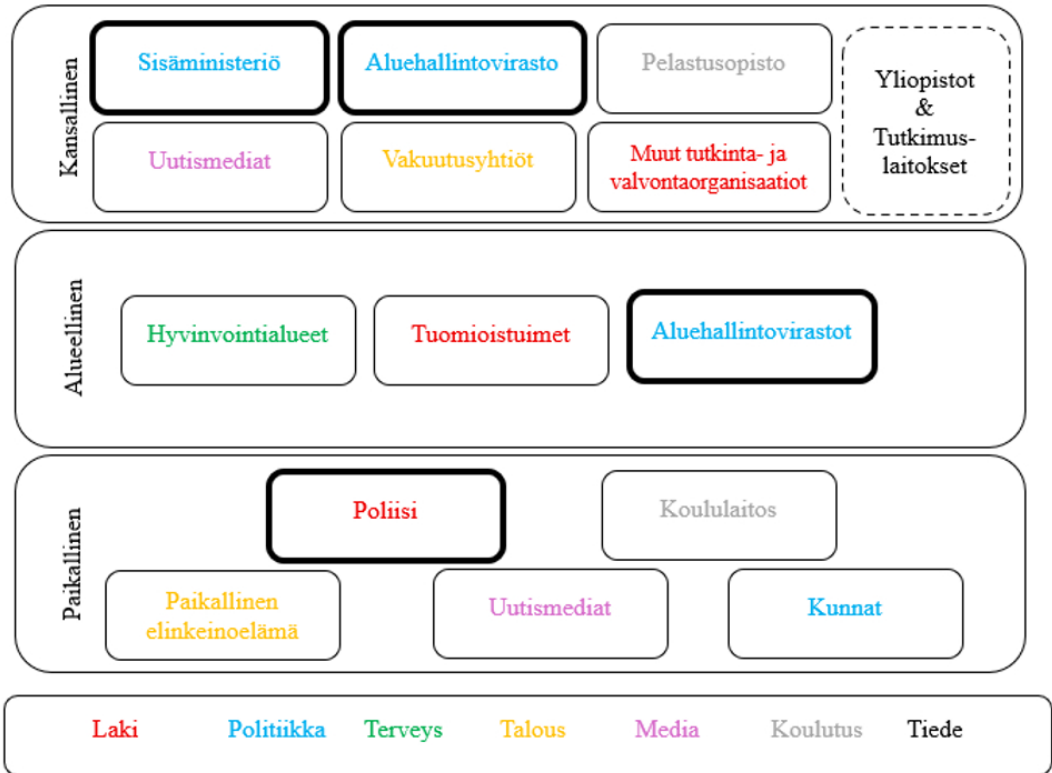 Kansallinen
Sisäministeriö
Aluehallintovirasto
Pelastusopisto
Yliopistot
&
Tutkimus-
laitokset
Uutismediat
Vakuutusyhtiöt
Muut tutkinta- ja
valvontaorganisaatiot
Alueellinen
Hyvinvointialueet
Tuomioistuimet
Aluehallintovirastot
Paikallinen
Poliisi
Koululaitos
Paikallinen
elinkeinoelämä
Uutismediat
Kunnat
Laki
Politiikka
Terveys
Talous
Media
Koulutus
Tiede